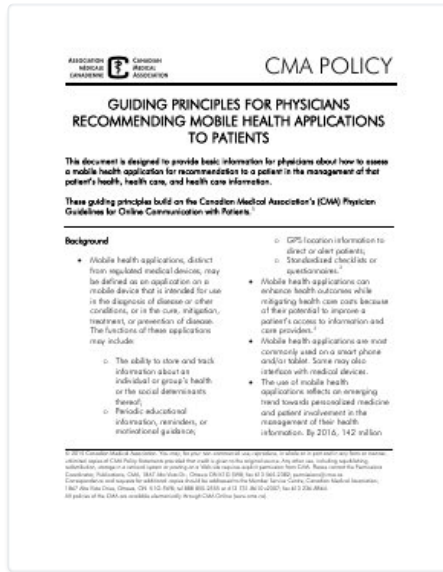 ASSOCIATION
MÉDICALE
CANADIENNE
CANADIAN
MEDICAL
ASSOCIATION
CMA POLICY
GUIDING PRINCIPLES FOR PHYSICIANS
RECOMMENDING MOBILE HEALTH APPLICATIONS
TO PATIENTS
This document is designed to provide basic information for physicians about how to assess
a mobile health application for recommendation to a patient in the management of that
patient's health, health care, and health care information.
These guiding principles build on the Canadian Medical Association's (CMA) Physician
Guidelines for Online Communication with Patients.
Background
• Mobile health applications, distinct
from regulated medical devices, may
be defined as an application on a
mobile device that is intended for use
in the diagnosis of disease or other
conditions, or in the cure, mitigation,
treatment, or prevention of disease.
The functions of these applications
may include:
o The ability to store and track
information about an
individual or group's health
or the social determinants
thereof;
o Periodic educational
information, reminders, or
motivational guidance;
o GPS location information to
direct or alert patients;
o Standardized checklists or
questionnaires.
• Mobile health applications can
enhance health outcomes while
mitigating health care costs because
of their potential to improve a
patient's access to information and
care providers.
• Mobile health applications are most
commonly used on a smart phone
and/or tablet. Some may also
interface with medical devices.
• The use of mobile health
applications reflects an emerging
trend towards personalized medicine
and patient involvement in the
management of their health
information. By 2016, 142 million